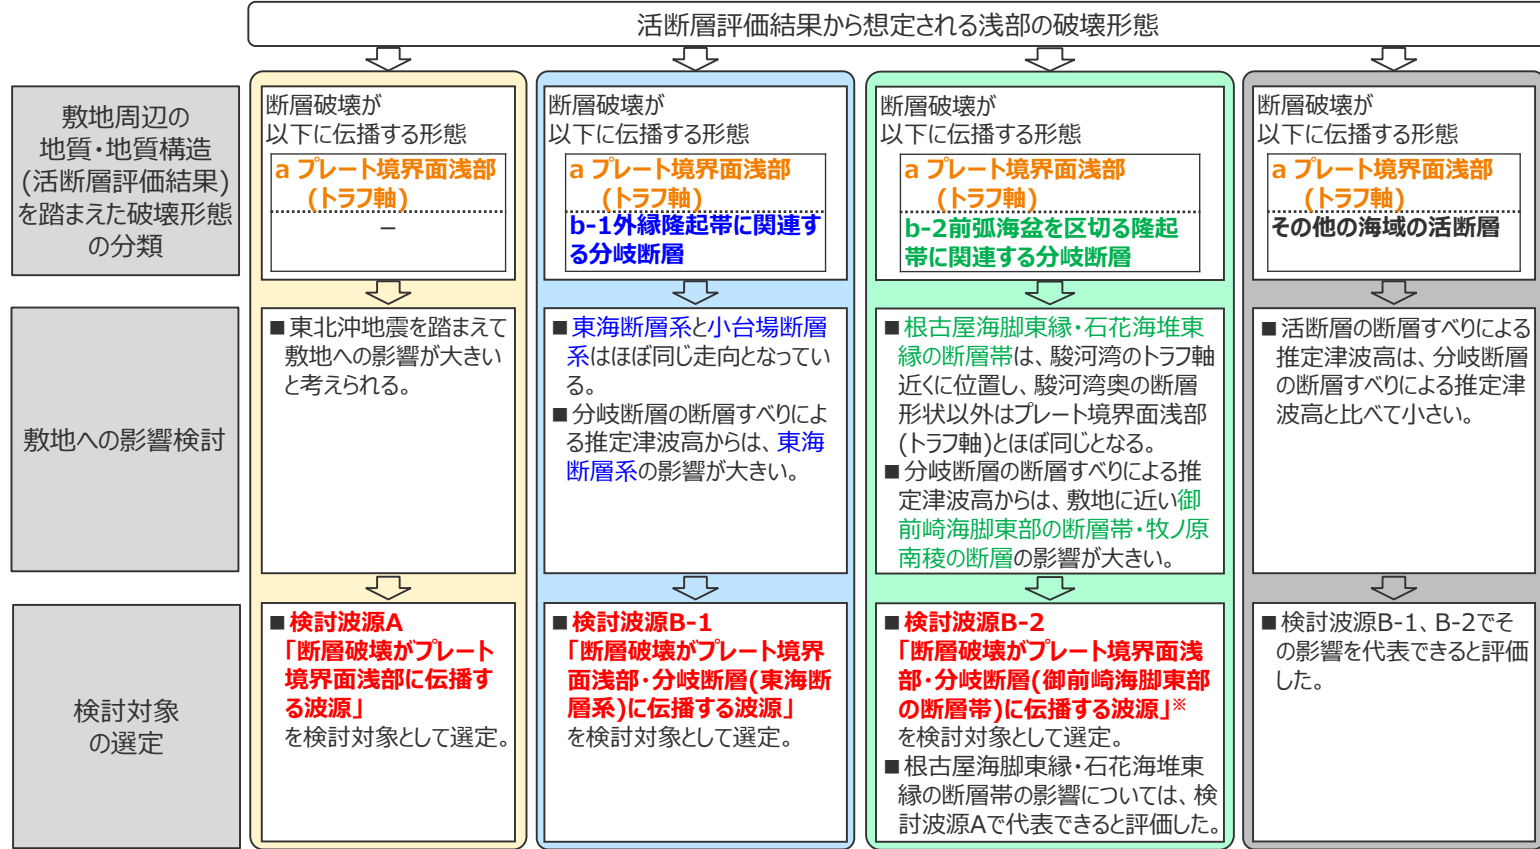 活断層評価結果から想定される浅部の破壊形態
敷地周辺の
地質・地質構造
(活断層評価結果)
を踏まえた破壊形態
の分類
断層破壊が
以下に伝播する形態
a プレート境界面浅部
(トラフ軸)
–
断層破壊が
以下に伝播する形態
a プレート境界面浅部
(トラフ軸)
b-1外縁隆起帯に関連す
る分岐断層
断層破壊が
以下に伝播する形態
a プレート境界面浅部
(トラフ軸)
b-2前弧海盆を区切る隆起
帯に関連する分岐断層
断層破壊が
以下に伝播する形態
a プレート境界面浅部
(トラフ軸)
その他の海域の活断層
敷地への影響検討
■東北沖地震を踏まえて
敷地への影響が大きい
と考えられる。
■東海断層系と小台場断層
系はほぼ同じ走向となってい
る。
■分岐断層の断層すべりによ
る推定津波高からは、東海
断層系の影響が大きい。
■根古屋海脚東縁・石花海堆東
縁の断層帯は、駿河湾のトラフ軸
近くに位置し、駿河湾奥の断層
形状以外はプレート境界面浅部
(トラフ軸)とほぼ同じとなる。
■分岐断層の断層すべりによる推
定津波高からは、敷地に近い御
前崎海脚東部の断層帯・牧ノ原
南稜の断層の影響が大きい。
■活断層の断層すべりによる
推定津波高は、分岐断層
の断層すべりによる推定津
波高と比べて小さい。
検討対象
の選定
■検討波源A
「断層破壊がプレート
境界面浅部に伝播す
る波源」
を検討対象として選定。
■検討波源B-1
「断層破壊がプレート境界
面浅部・分岐断層(東海断
層系)に伝播する波源」
を検討対象として選定。
■検討波源B-2
「断層破壊がプレート境界面浅
部・分岐断層(御前崎海脚東部
の断層帯)に伝播する波源」※
を検討対象として選定。
■根古屋海脚東縁・石花海堆東
縁の断層帯の影響については、検
討波源Aで代表できると評価した。
■検討波源B-1、B-2でそ
の影響を代表できると評価
した。